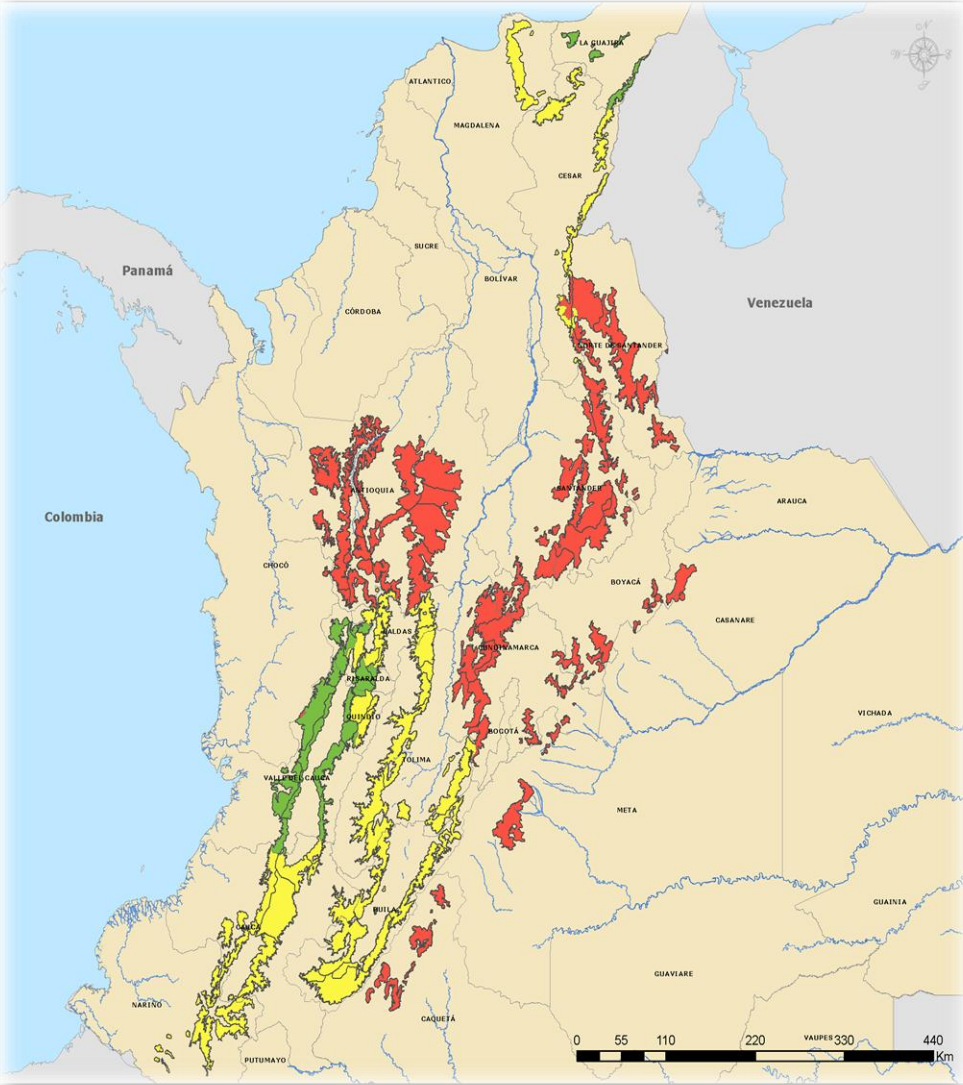 LA GUAJIRA
ATLANTICO
MAGDALENA
CESAR
SUCRE
BOLÍVAR
Panamá
Venezuela
CÓRDOBA
NORTE DE SANTANDER
ANTIOQUIA
SANTANDER
ARAUCA
Colombia
CHOCÓ
BOYACÁ
CASANARE
CALDAS
CUNDINAMARCA
RISARALDA
QUINDIO
VICHADA
BOGOTÁ
TOLIMA
VALLE DEL CAUCA
META
GUAINIA
HUILA
CAUCA
GUAVIARE
NARIÑO
CAQUETÁ
VAUPES
PUTUMAYO
0 55 110 220 330 440
Km